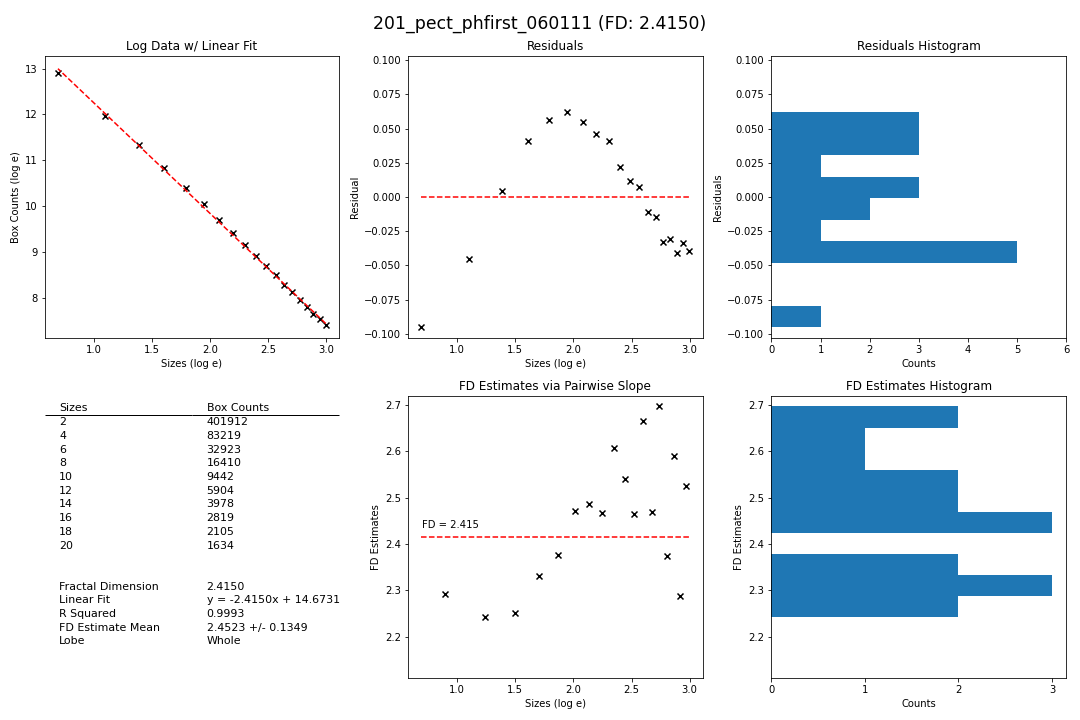 201_pect_phfirst_060111 (FD: 2.4150)
Log Data w/ Linear Fit
Box Counts (log e)
13
12
11
10
9
8
1.0 1.5 2.0 2.5 3.0
Sizes (log e)
Residuals
Residual
0.100
0.075
0.050
0.025
0.000
−0.025
−0.050
−0.075
−0.100
1.0 1.5 2.0 2.5 3.0
Sizes (log e)
Residuals Histogram
Residuals
0.100
0.075
0.050
0.025
0.000
−0.025
−0.050
−0.075
−0.100
0 1 2 3 4 5 6
Counts
Sizes Box Counts
2 401912
4 83219
6 32923
8 16410
10 9442
12 5904
14 3978
16 2819
18 2105
20 1634
Fractal Dimension 2.4150
Linear Fit y = -2.4150x + 14.6731
R Squared 0.9993
FD Estimate Mean 2.4523 +/- 0.1349
Lobe Whole
FD Estimates via Pairwise Slope
FD Estimates
2.7
2.6
2.5
2.4
2.3
2.2
FD = 2.415
1.0 1.5 2.0 2.5 3.0
Sizes (log e)
FD Estimates Histogram
FD Estimates
2.7
2.6
2.5
2.4
2.3
2.2
0 1 2 3
Counts